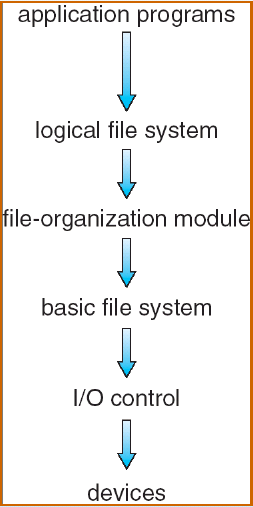 application programs
logical file system
file-organization module
basic file system
I/O control
devices